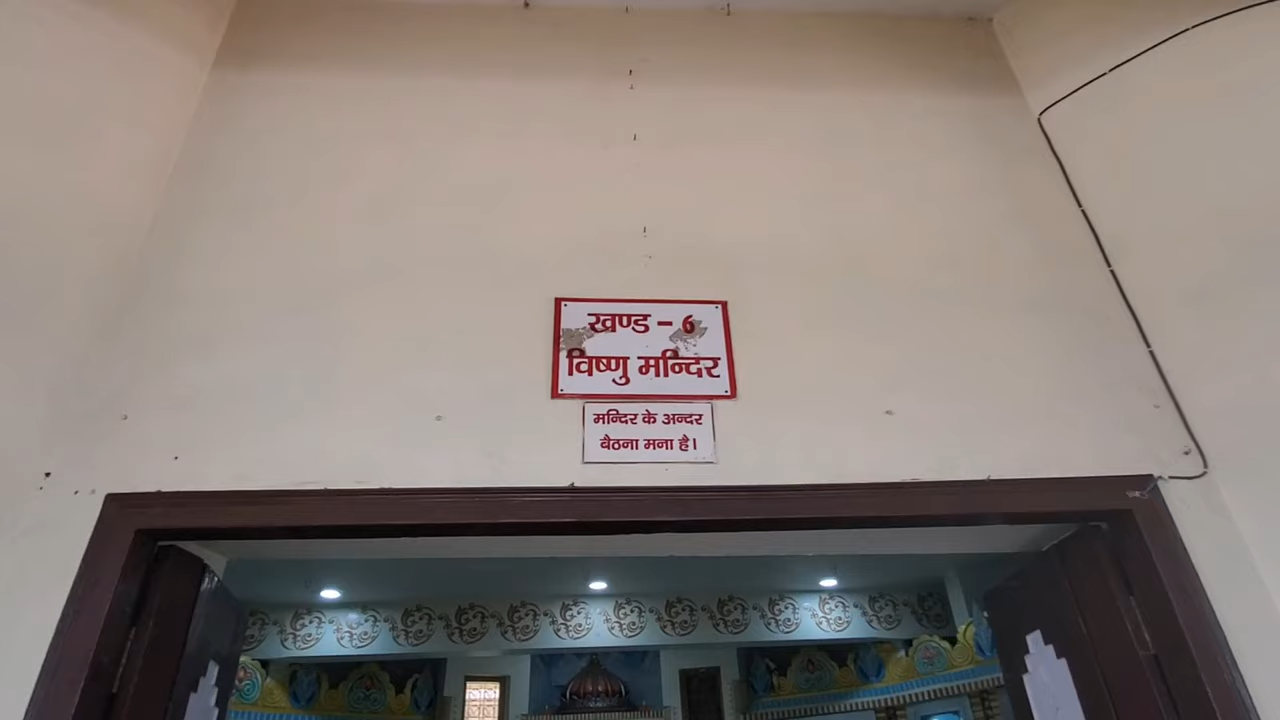 खण्ड - 6
विष्णु मन्दिर
मन्दिर के अन्दर
बैठना मना है।